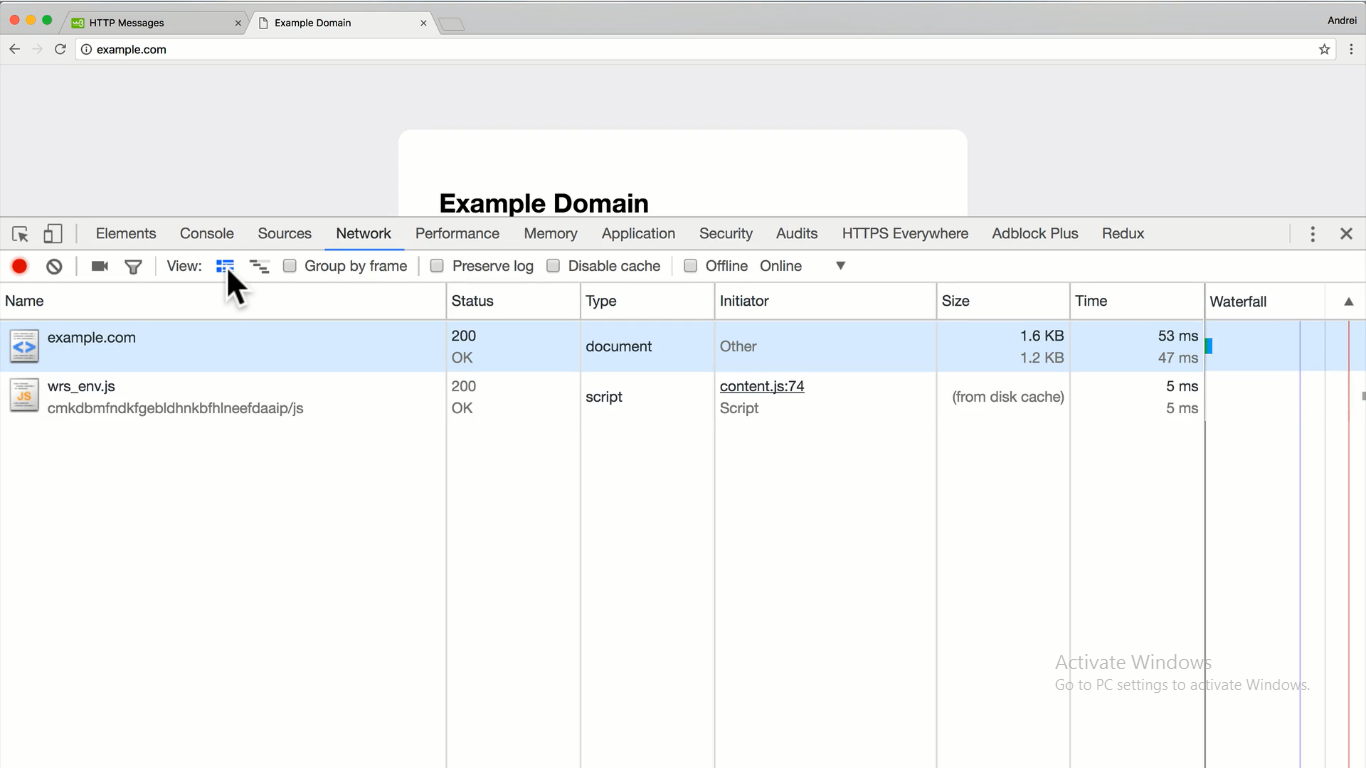 HTTP Messages
Example Domain
Andrei
example.com
Example Domain
Elements Console Sources Network Performance Memory Application Security Audits HTTPS Everywhere Adblock Plus Redux
View: Group by frame Preserve log Disable cache Offline Online
Name Status Type Initiator Size Time Waterfall
example.com 200 document Other 1.6 KB 53 ms
OK 1.2 KB 47 ms
wrs_env.js 200 script content.js:74 (from disk cache) 5 ms
cmkdbmfndkfgebldhnkbfhlneefdaaip/js OK Script 5 ms
JS
Activate Windows
Go to PC settings to activate Windows.